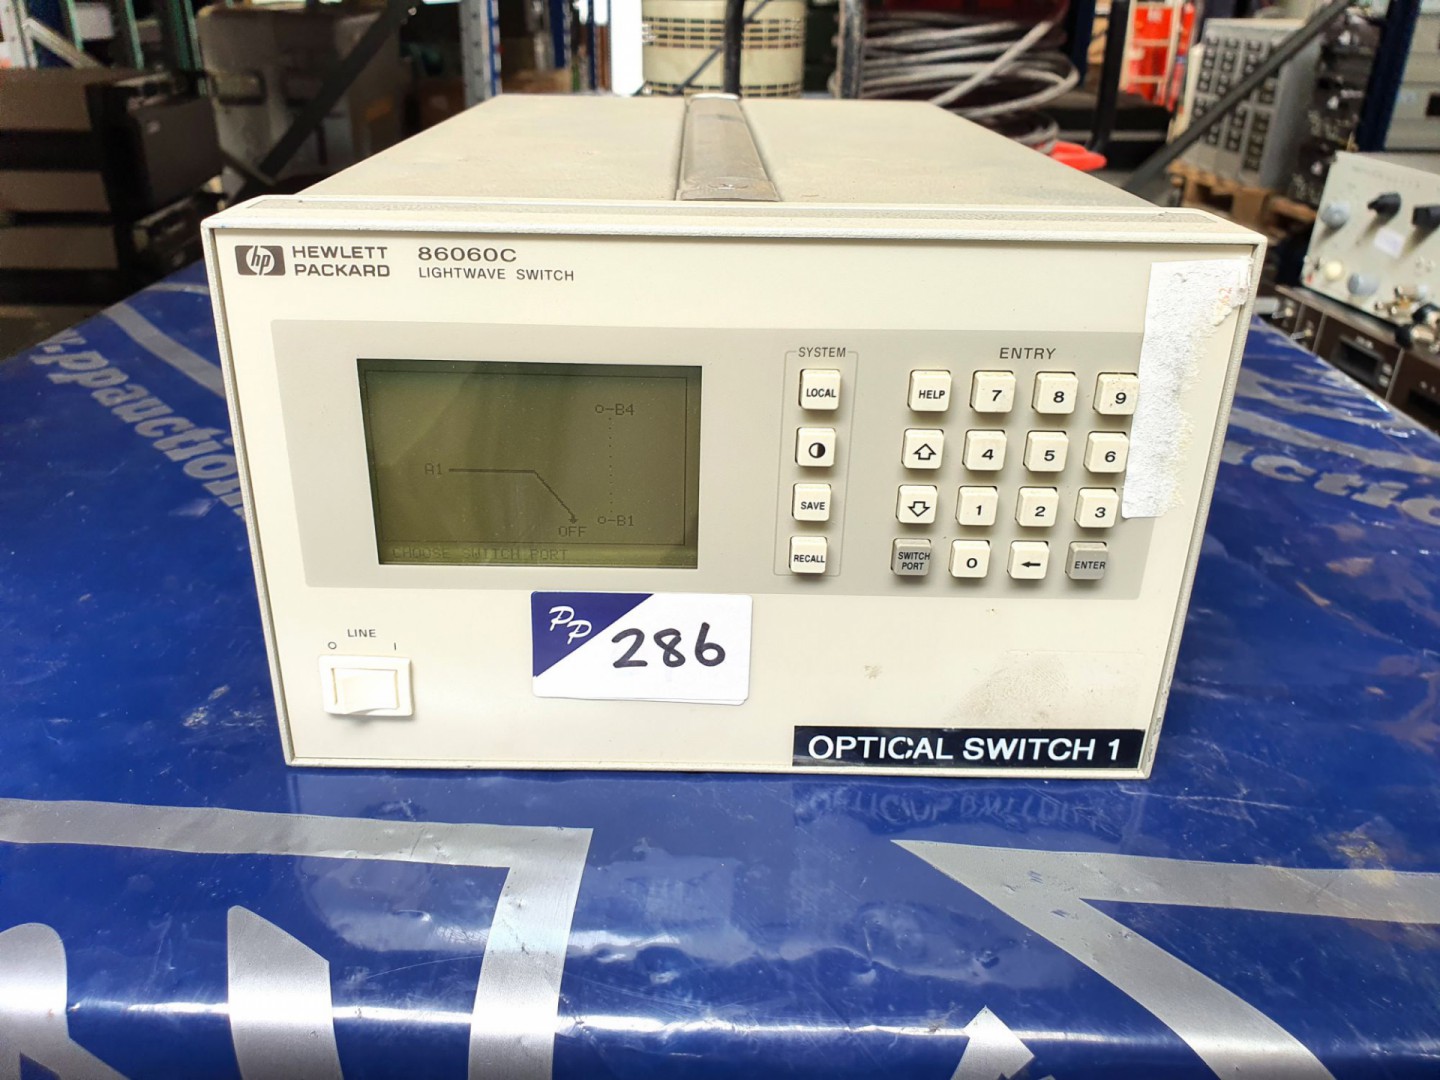 hp HEWLETT PACKARD
86060C
LIGHTWAVE SWITCH
SYSTEM
LOCAL
SAVE
RECALL
ENTRY
HELP 7 8 9
4 5 6
1 2 3
SWITCH PORT 0 ENTER
B4
A1
OFF
B1
CHOOSE SWITCH PORT
LINE
O I
PP 286
OPTICAL SWITCH 1